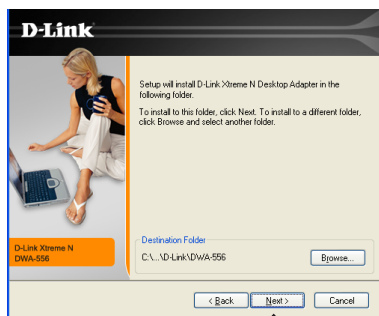 D-Link
Setup will install D-Link Xtreme N Desktop Adapter in the
following folder.
To install to this folder, click Next. To install to a different folder,
click Browse and select another folder.
D-Link Xtreme N
DWA-556
Destination Folder
C:\...\D-Link\DWA-556
Browse...
< Back
Next >
Cancel